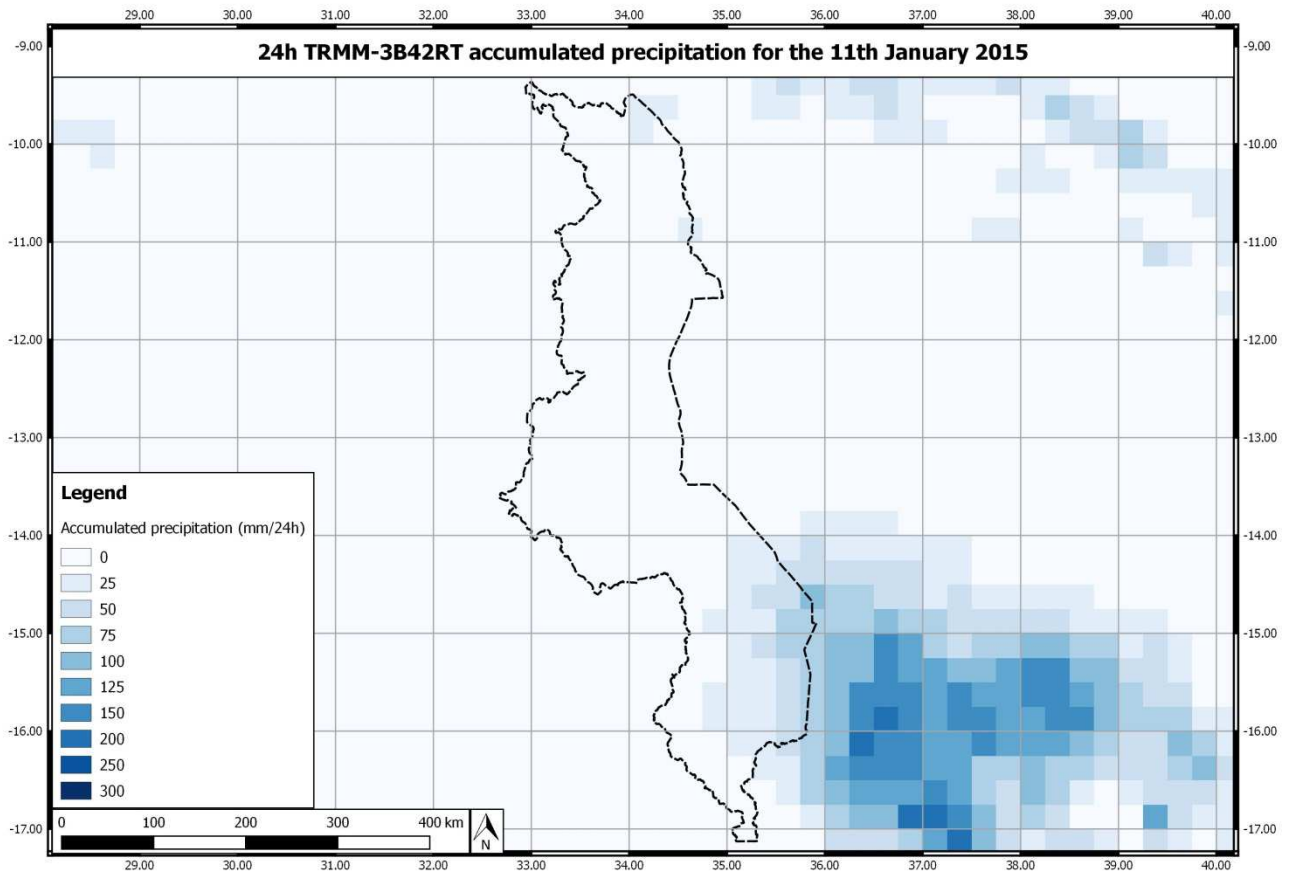 29.00 30.00 31.00 32.00 33.00 34.00 35.00 36.00 37.00 38.00 39.00 40.00
24h TRMM-3B42RT accumulated precipitation for the 11th January 2015
-9.00 -9.00
-10.00 -10.00
-11.00 -11.00
-12.00 -12.00
-13.00 -13.00
-14.00 -14.00
-15.00 -15.00
-16.00 -16.00
-17.00 -17.00
Legend
Accumulated precipitation (mm/24h)
0
25
50
75
100
125
150
200
250
300
0 100 200 300 400 km
N
29.00 30.00 31.00 32.00 33.00 34.00 35.00 36.00 37.00 38.00 39.00 40.00